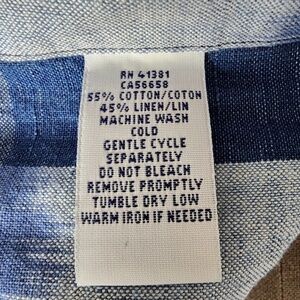 RN 41381
CA56658
55% COTTON/COTON
45% LINEN/LIN
MACHINE WASH
COLD
GENTLE CYCLE
SEPARATELY
DO NOT BLEACH
REMOVE PROMPTLY
TUMBLE DRY LOW
WARM IRON IF NEEDED